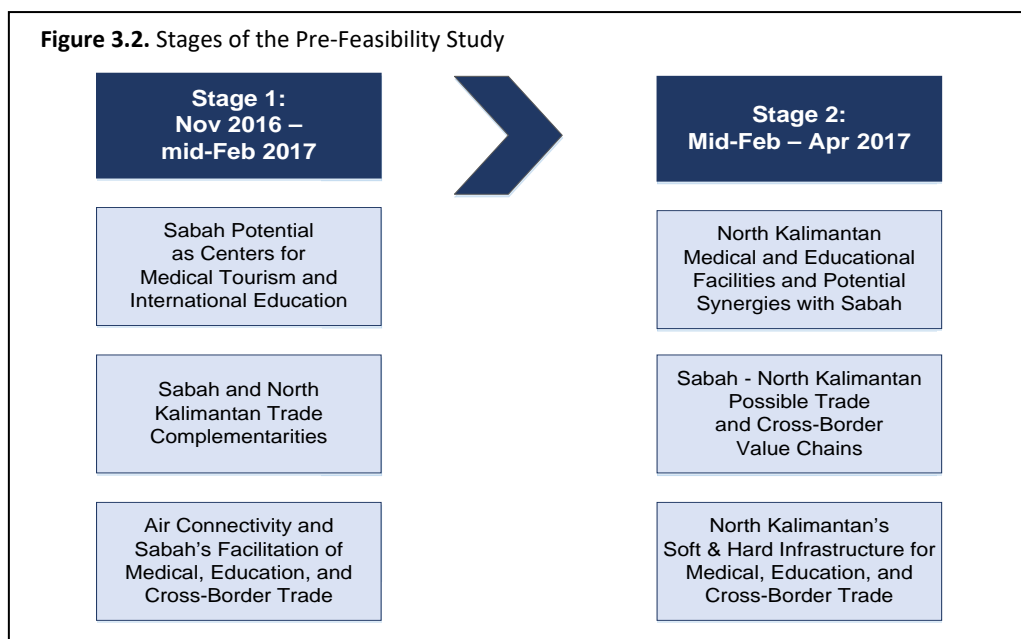 Figure 3.2. Stages of the Pre-Feasibility Study
Stage 1:
Nov 2016 –
mid-Feb 2017
Sabah Potential
as Centers for
Medical Tourism and
International Education
Sabah and North
Kalimantan Trade
Complementarities
Air Connectivity and
Sabah's Facilitation of
Medical, Education, and
Cross-Border Trade
Stage 2:
Mid-Feb – Apr 2017
North Kalimantan
Medical and Educational
Facilities and Potential
Synergies with Sabah
Sabah - North Kalimantan
Possible Trade
and Cross-Border
Value Chains
North Kalimantan's
Soft & Hard Infrastructure for
Medical, Education, and
Cross-Border Trade